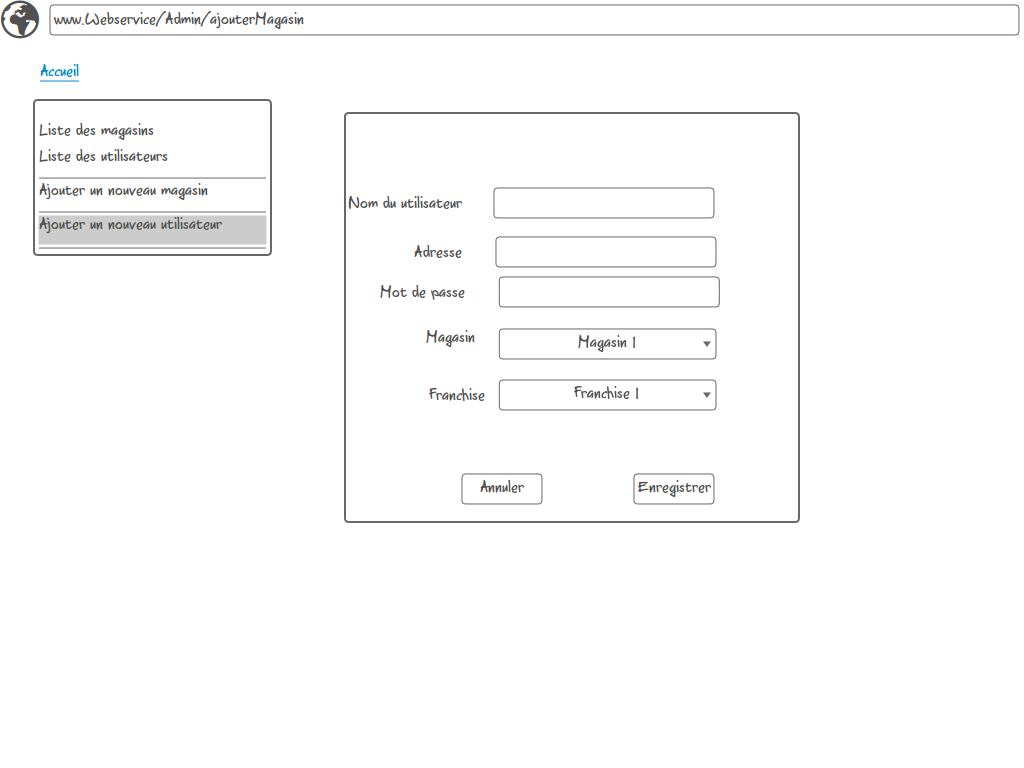 www.Webservice/Admin/ajouterMagasin
Accueil
Liste des magasins
Liste des utilisateurs
Ajouter un nouveau magasin
Ajouter un nouveau utilisateur
Nom du utilisateur
Adresse
Mot de passe
Magasin
Magasin 1
Franchise
Franchise 1
Annuler
Enregistrer